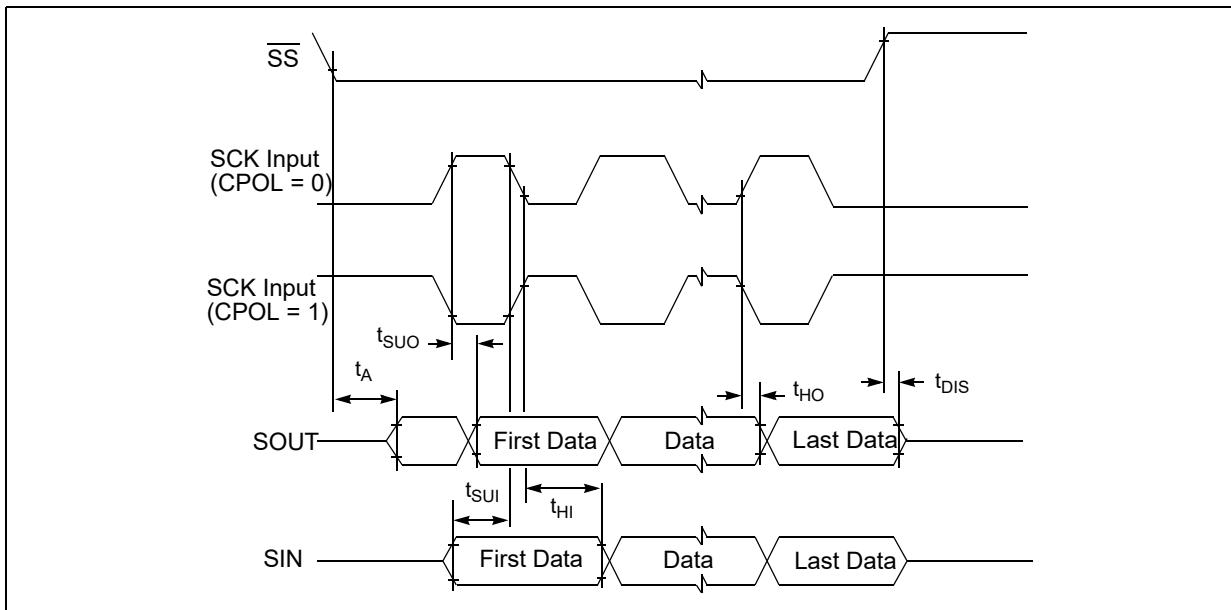 SS
SCK Input
(CPOL = 0)
SCK Input
(CPOL = 1)
tSUO
tA
tHO
tDIS
SOUT
First Data
Data
Last Data
tSUI
tHI
SIN
First Data
Data
Last Data